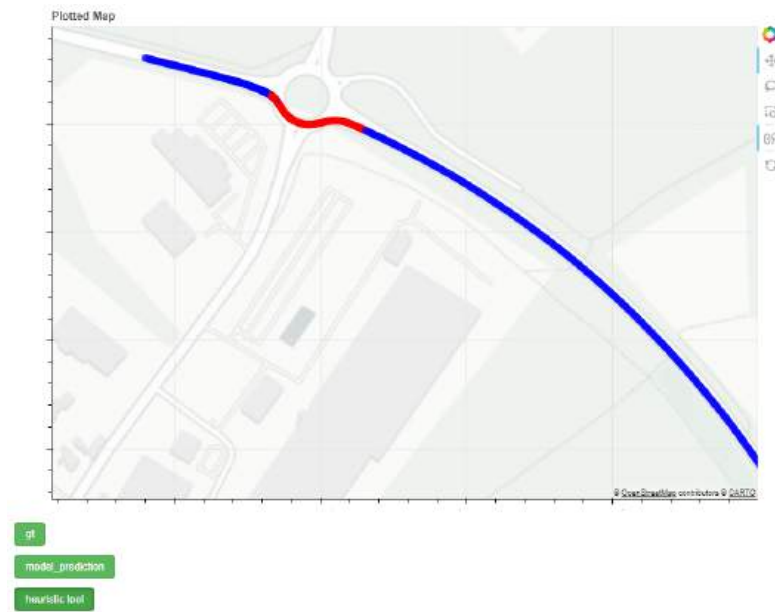 Plotted Map
© OpenStreetMap contributors © CARTO
gt
model_prediction
heuristic tool